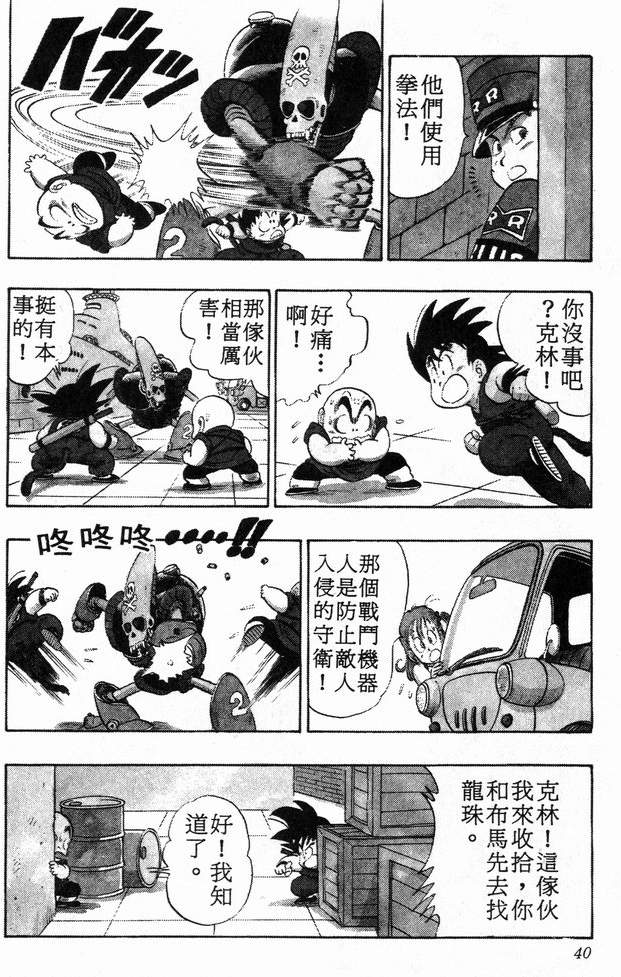 他們使用
拳法！
R R
R R
バカッ
2
你沒事吧
？克林！
好痛…
啊！
那傢伙
相當厲
害！
挺有本
事的！
那個戰鬥機器
人是防止敵人
入侵的守衛！
咚咚咚……!!
2
克林！這傢伙
我來收拾，你
和布馬先去找
龍珠。
好！我知
道了。
40